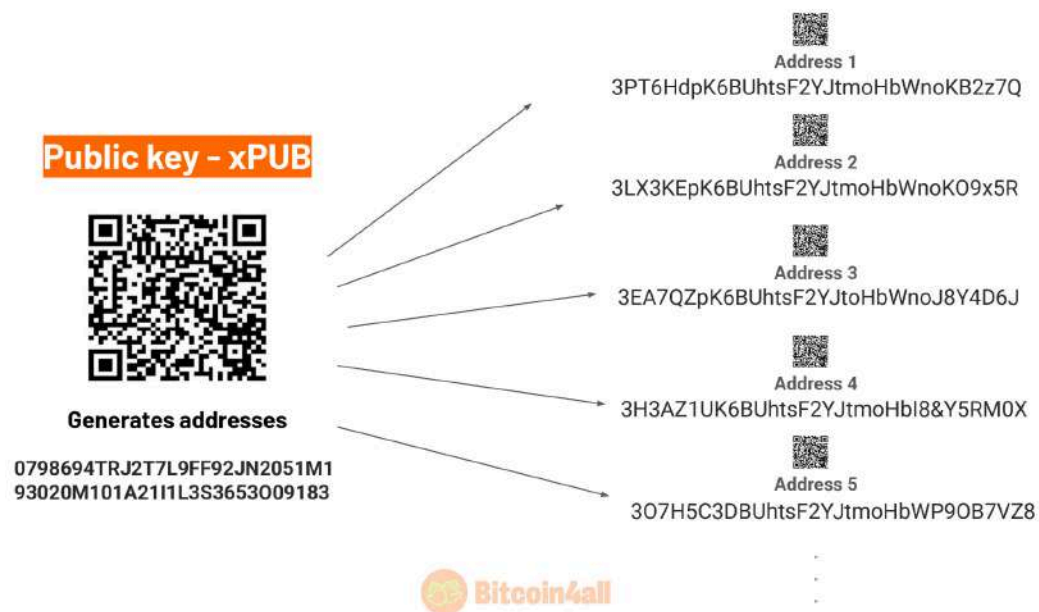 Public key - xPUB
Generates addresses
0798694TRJ2T7L9FF92JN2051M1
93020M101A21I1L3S3653O09183
Address 1
3PT6HdpK6BUhtsF2YJtmoHbWnoKB2z7Q
Address 2
3LX3KEpK6BUhtsF2YJtmoHbWnoKO9x5R
Address 3
3EA7QZpK6BUhtsF2YJtoHbWnoJ8Y4D6J
Address 4
3H3AZ1UK6BUhtsF2YJtmoHbI8&Y5RM0X
Address 5
3O7H5C3DBUhtsF2YJtmoHbWP9OB7VZ8
Bitcoin4all